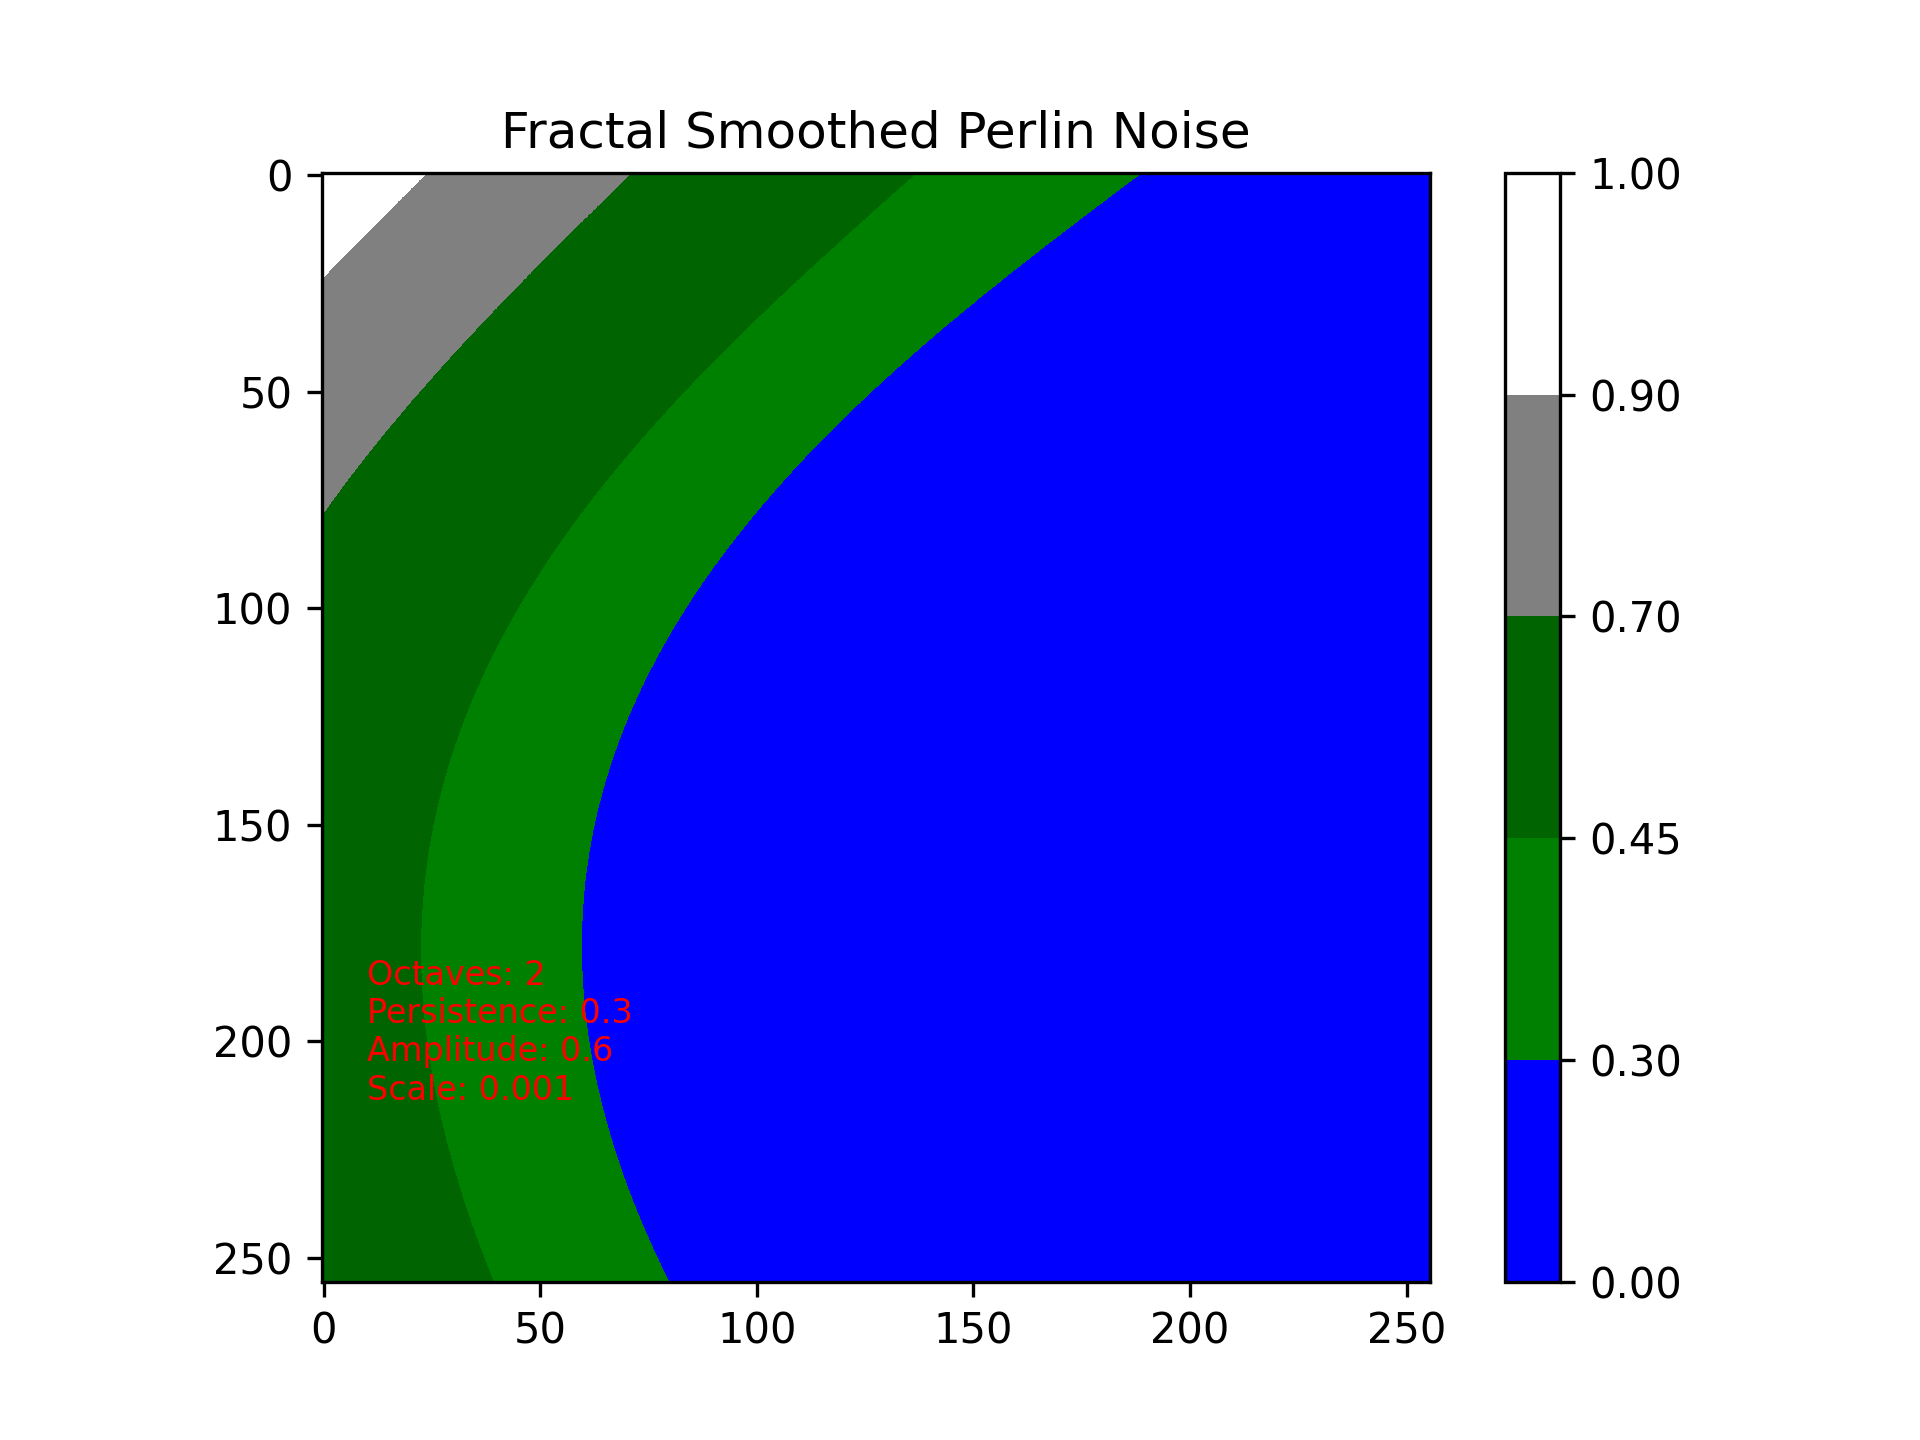 Fractal Smoothed Perlin Noise
0
50
100
150
200
250
Octaves: 2
Persistence: 0.3
Amplitude: 0.6
Scale: 0.001
0 50 100 150 200 250
1.00
0.90
0.70
0.45
0.30
0.00